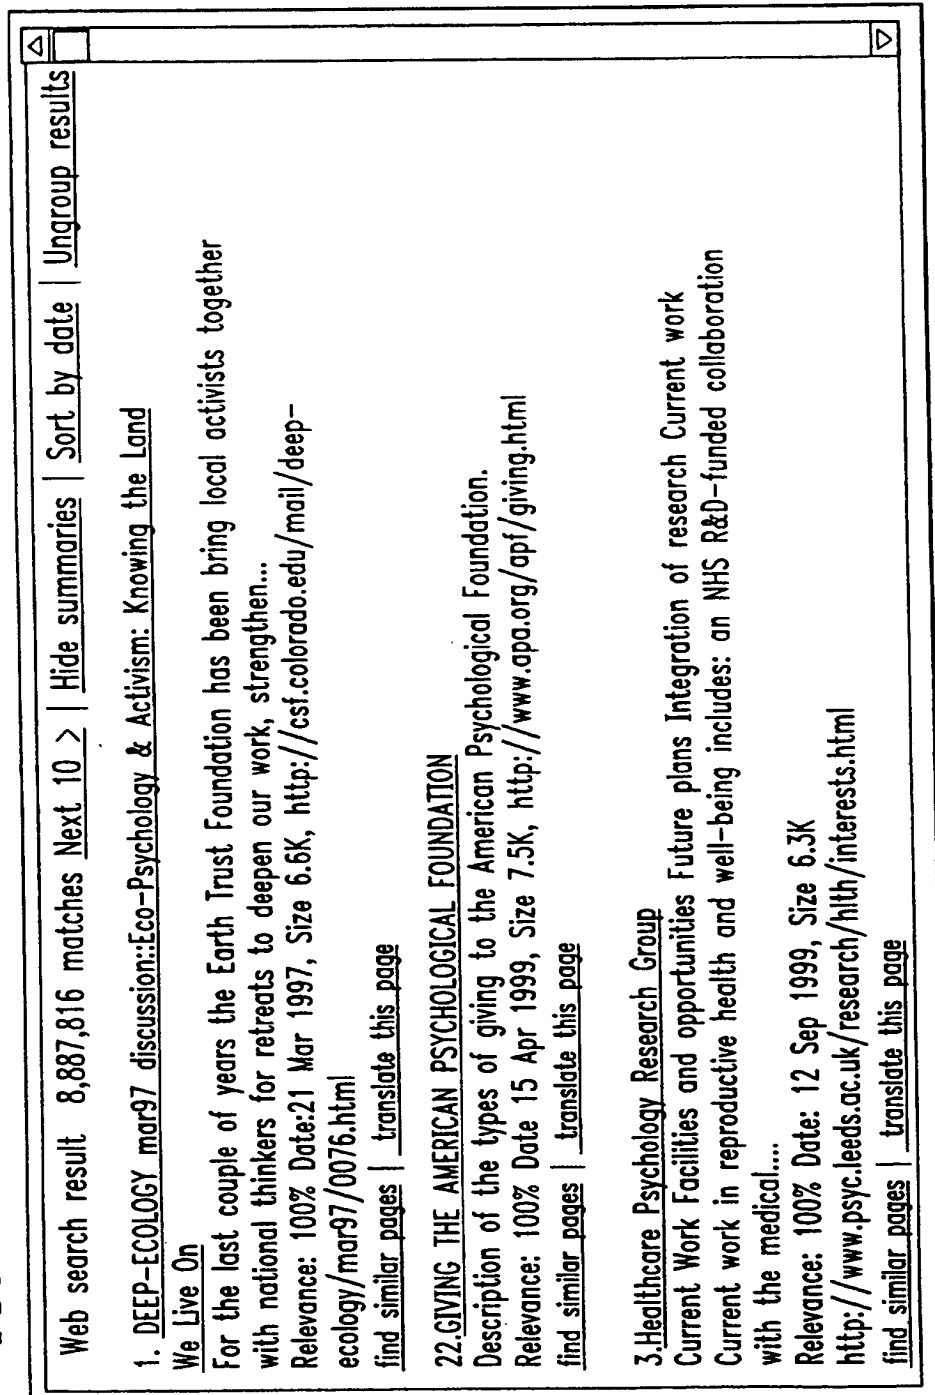 Web search result 8,887,816 matches Next 10 > | Hide summaries | Sort by date | Ungroup results
1. DEEP-ECOLOGY mar97 discussion::Eco-Psychology & Activism: Knowing the Land
We Live On
For the last couple of years the Earth Trust Foundation has been bring local activists together
with national thinkers for retreats to deepen our work, strengthen...
Relevance: 100% Date:21 Mar 1997, Size 6.6K, http://csf.colorado.edu/mail/deep-
ecology/mar97/0076.html
find similar pages | translate this page
22.GIVING THE AMERICAN PSYCHOLOGICAL FOUNDATION
Description of the types of giving to the American Psychological Foundation.
Relevance: 100% Date 15 Apr 1999, Size 7.5K, http://www.apa.org/apf/giving.html
find similar pages | translate this page
3.Healthcare Psychology Research Group
Current Work Facilities and opportunities Future plans Integration of research Current work
Current work in reproductive health and well-being includes: an NHS R&D-funded collaboration
with the medical....
Relevance: 100% Date: 12 Sep 1999, Size 6.3K
http://www.psyc.leeds.ac.uk/research/hlth/interests.html
find similar pages | translate this page